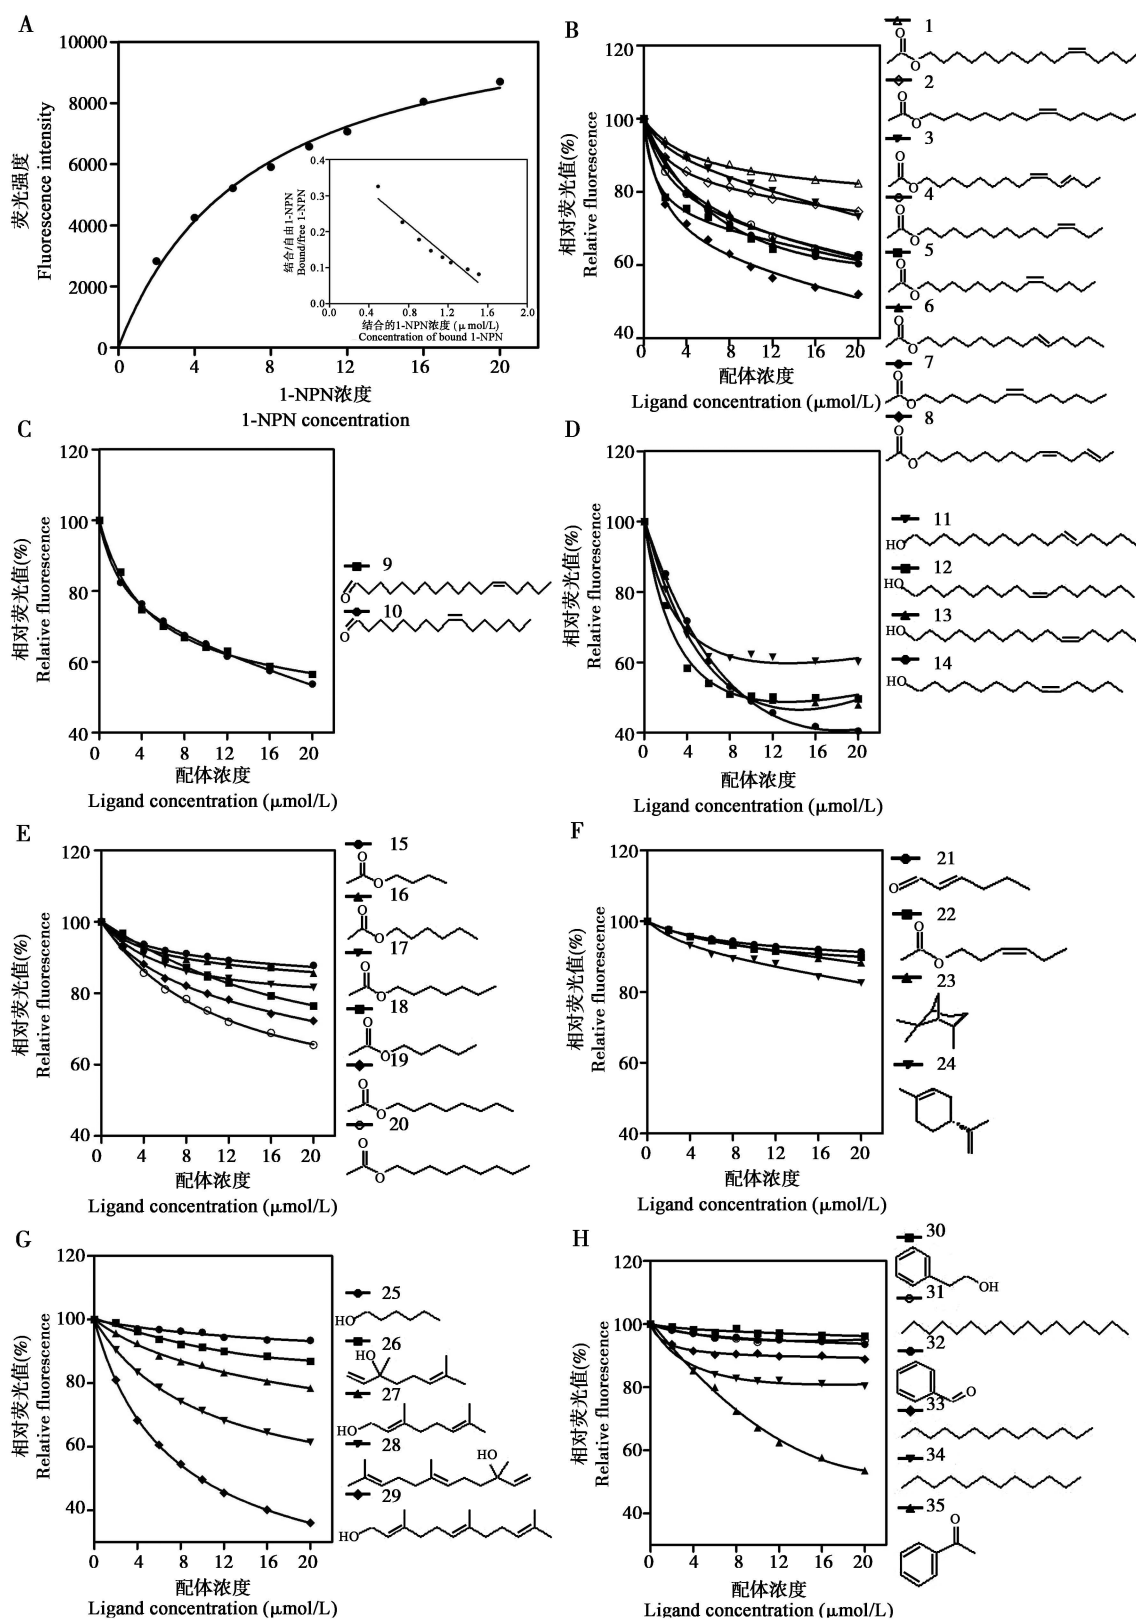 A
10000
8000
6000
4000
2000
0
荧光强度
Fluorescence intensity
0 4 8 12 16 20
1-NPN浓度
1-NPN concentration
0.4
0.3
0.2
0.1
0.0
结合/自由1-NPN
Bound/free 1-NPN
0.0 0.4 0.8 1.2 1.6 2.0
结合的1-NPN浓度 (μ mol/L)
Concentration of bound 1-NPN
B
120
100
80
60
40
相对荧光值(%)
Relative fluorescence
0 4 8 12 16 20
配体浓度
Ligand concentration (μmol/L)
1
O
O
2
O
O
3
O
O
4
O
O
5
O
O
6
O
O
7
O
O
8
O
O
C
120
100
80
60
40
相对荧光值(%)
Relative fluorescence
0 4 8 12 16 20
配体浓度
Ligand concentration (μmol/L)
9
O
10
O
D
120
100
80
60
40
相对荧光值(%)
Relative fluorescence
0 4 8 12 16 20
配体浓度
Ligand concentration (μmol/L)
11
HO
12
HO
13
HO
14
HO
E
120
100
80
60
40
相对荧光值(%)
Relative fluorescence
0 4 8 12 16 20
配体浓度
Ligand concentration (μmol/L)
15
O
O
16
O
O
17
O
O
18
O
O
19
O
O
20
O
O
F
120
100
80
60
40
相对荧光值(%)
Relative fluorescence
0 4 8 12 16 20
配体浓度
Ligand concentration (μmol/L)
21
O
22
O
O
23
24
G
120
100
80
60
40
相对荧光值(%)
Relative fluorescence
0 4 8 12 16 20
配体浓度
Ligand concentration (μmol/L)
25
HO
26
HO
27
HO
28
HO
29
HO
H
120
100
80
60
40
相对荧光值(%)
Relative fluorescence
0 4 8 12 16 20
配体浓度
Ligand concentration (μmol/L)
30
OH
31
32
O
33
34
35
O